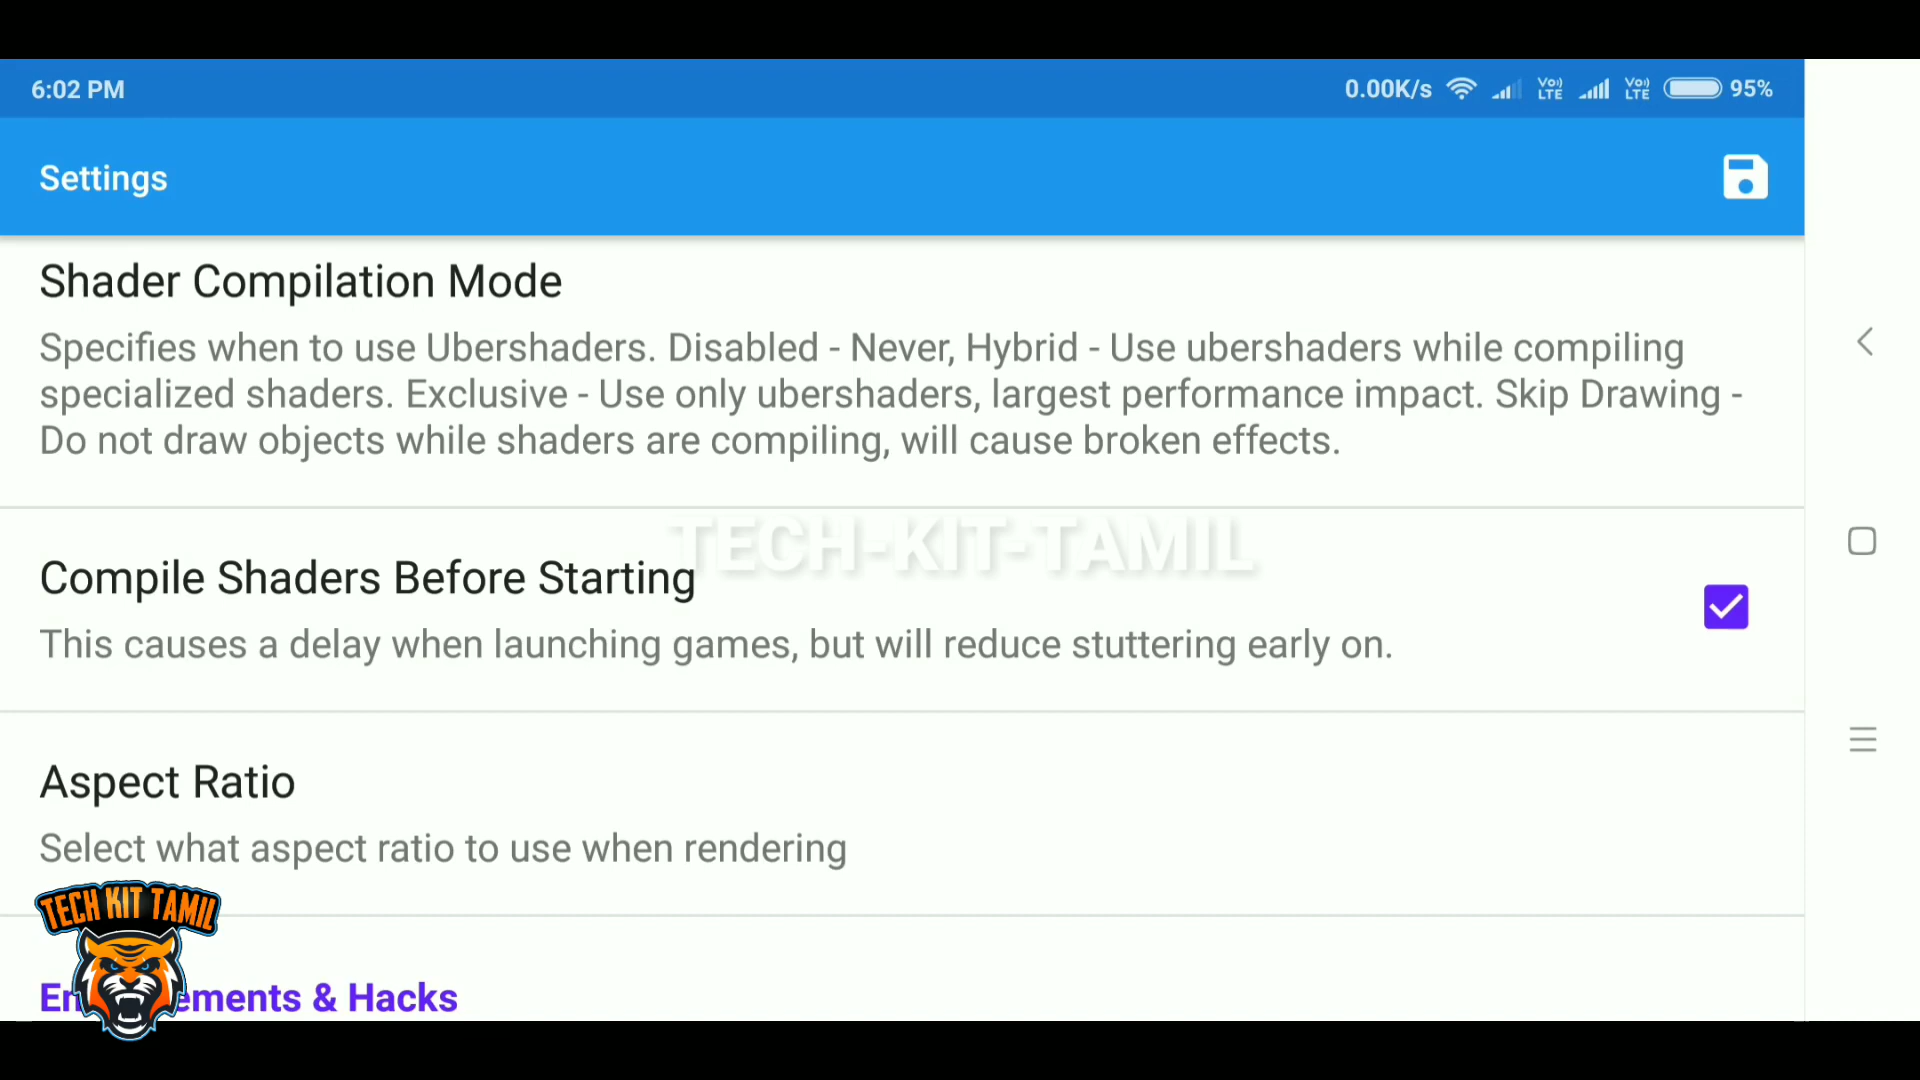 6:02 PM
0.00K/s
Vo))
LTE
Vo))
LTE
95%
Settings
Shader Compilation Mode
Specifies when to use Ubershaders. Disabled - Never, Hybrid - Use ubershaders while compiling
specialized shaders. Exclusive - Use only ubershaders, largest performance impact. Skip Drawing -
Do not draw objects while shaders are compiling, will cause broken effects.
TECH-KIT-TAMIL
Compile Shaders Before Starting
This causes a delay when launching games, but will reduce stuttering early on.
Aspect Ratio
Select what aspect ratio to use when rendering
TECH KIT TAMIL
& Hacks